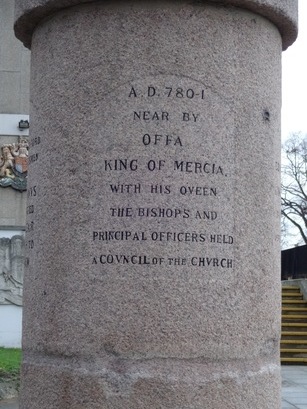 A.D. 780-1
NEAR BY
OFFA
KING OF MERCIA,
WITH HIS QVEEN
THE BISHOPS AND
PRINCIPAL OFFICERS HELD
A COVNCIL OF THE CHVRCH